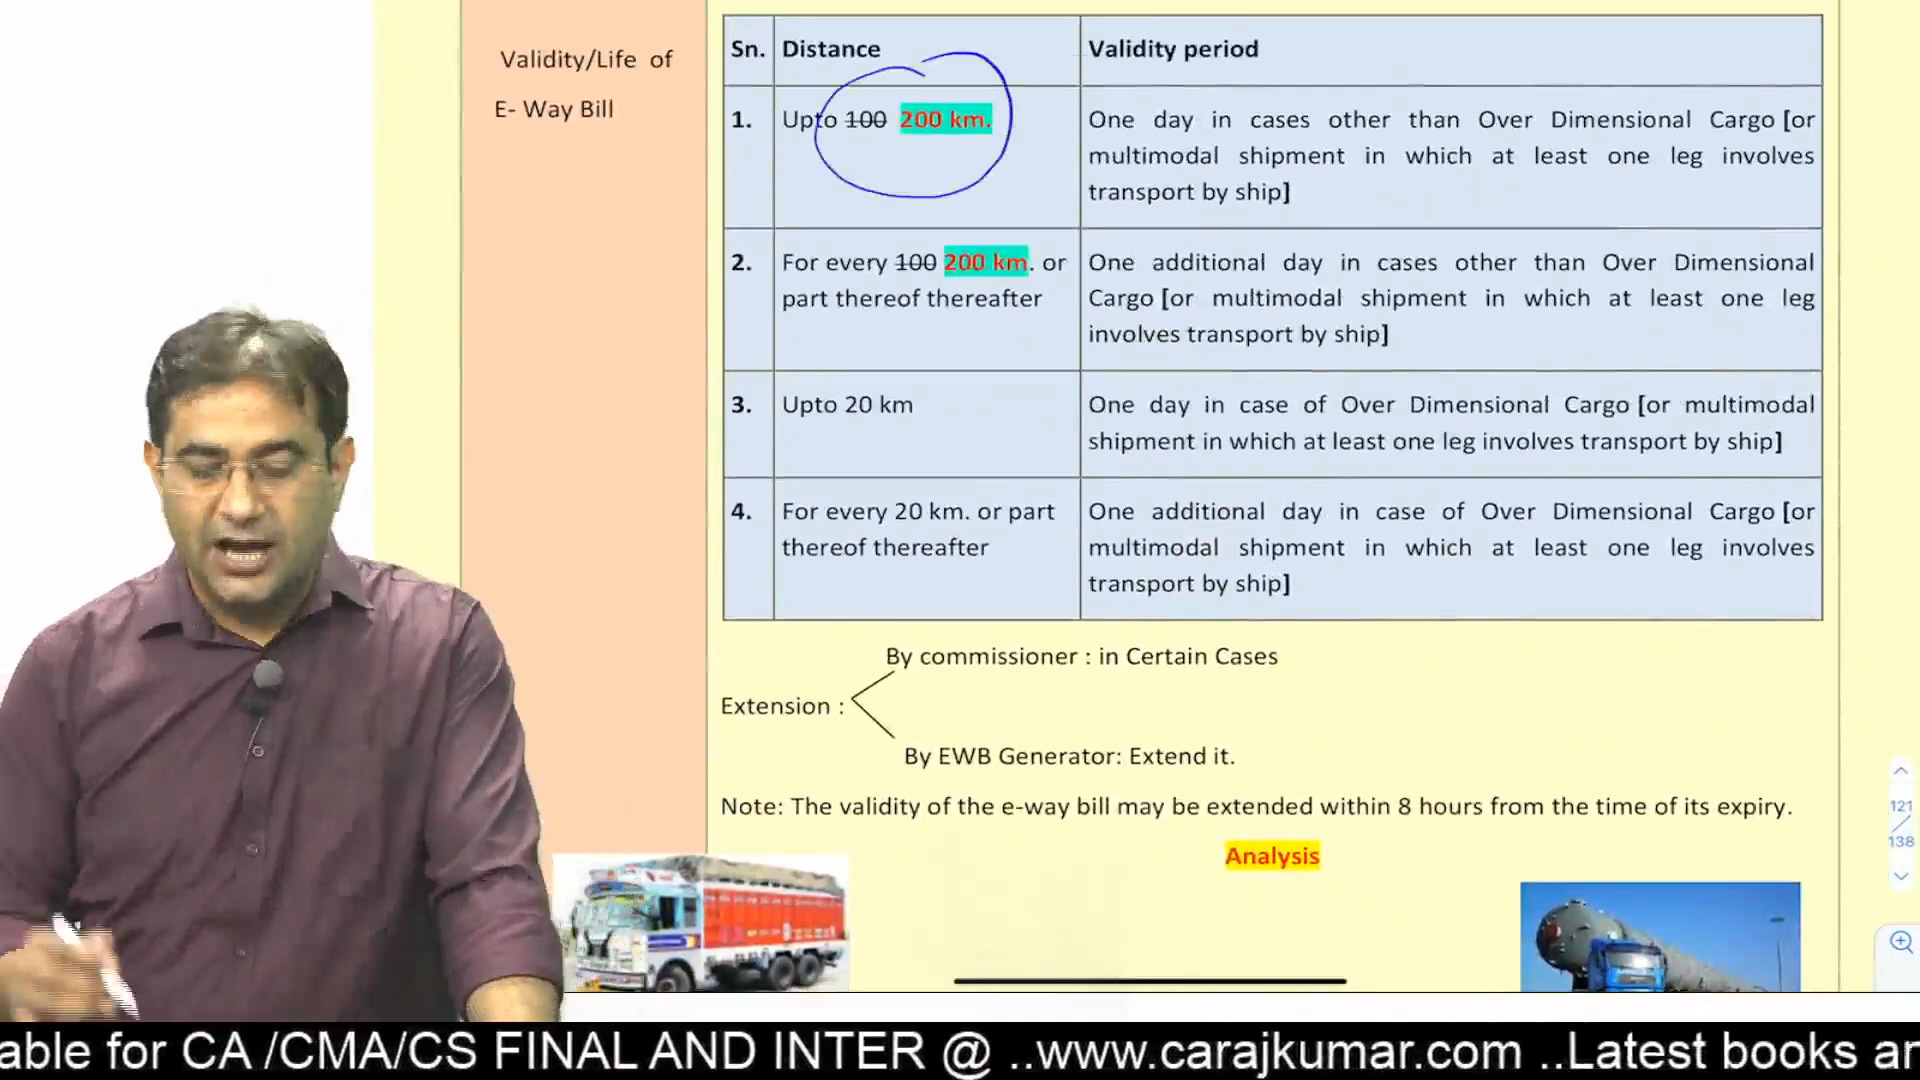 Validity/Life of
E- Way Bill
Sn. Distance Validity period
1. Upto 100 200 km. One day in cases other than Over Dimensional Cargo [or
multimodal shipment in which at least one leg involves
transport by ship]
2. For every 100 200 km. or One additional day in cases other than Over Dimensional
part thereof thereafter Cargo [or multimodal shipment in which at least one leg
involves transport by ship]
3. Upto 20 km One day in case of Over Dimensional Cargo [or multimodal
shipment in which at least one leg involves transport by ship]
4. For every 20 km. or part One additional day in case of Over Dimensional Cargo [or
thereof thereafter multimodal shipment in which at least one leg involves
transport by ship]
By commissioner : in Certain Cases
Extension :
By EWB Generator: Extend it.
Note: The validity of the e-way bill may be extended within 8 hours from the time of its expiry.
Analysis
121
138
able for CA /CMA/CS FINAL AND INTER @ ..www.carajkumar.com ..Latest books ar